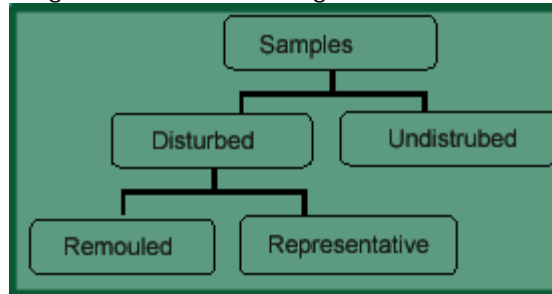 Samples
Disturbed
Undistrubed
Remouled
Representative